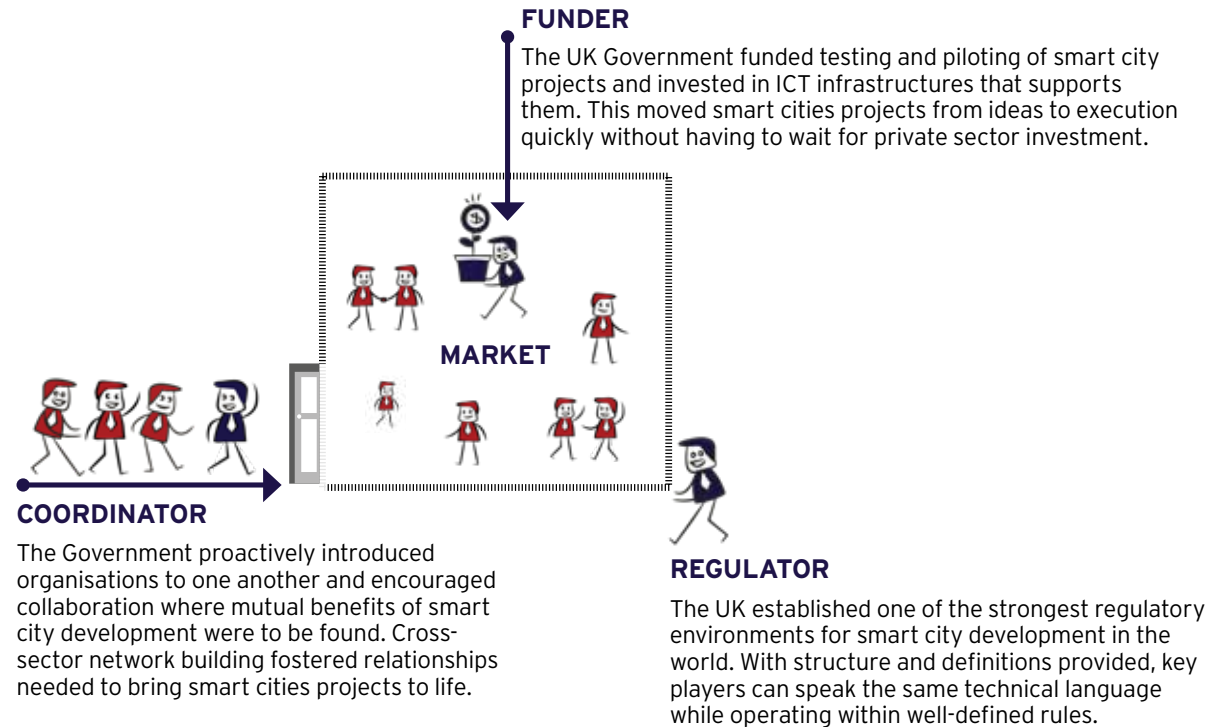 FUNDER
The UK Government funded testing and piloting of smart city
projects and invested in ICT infrastructures that supports
them. This moved smart cities projects from ideas to execution
quickly without having to wait for private sector investment.
$
MARKET
COORDINATOR
The Government proactively introduced
organisations to one another and encouraged
collaboration where mutual benefits of smart
city development were to be found. Cross-
sector network building fostered relationships
needed to bring smart cities projects to life.
REGULATOR
The UK established one of the strongest regulatory
environments for smart city development in the
world. With structure and definitions provided, key
players can speak the same technical language
while operating within well-defined rules.